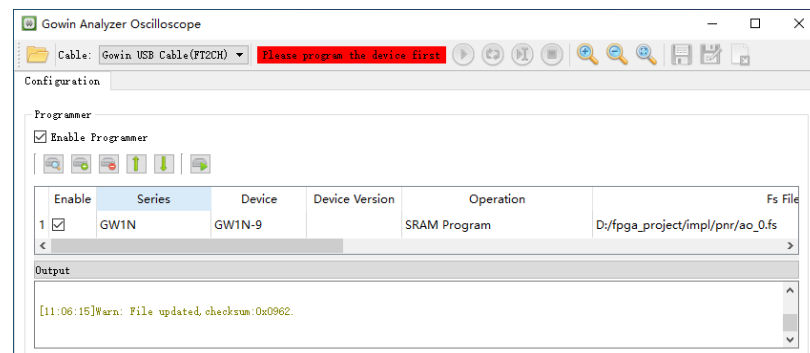 Gowin Analyzer Oscilloscope
Cable: Gowin USB Cable(FT2CH) Please program the device first
Configuration
Programmer
Enable Programmer
Enable Series Device Device Version Operation Fs File
1 GW1N GW1N-9 SRAM Program D:/fpga_project/impl/pnr/ao_0.fs
Output
[11:06:15]Warn: File updated,checksum:0x0962.